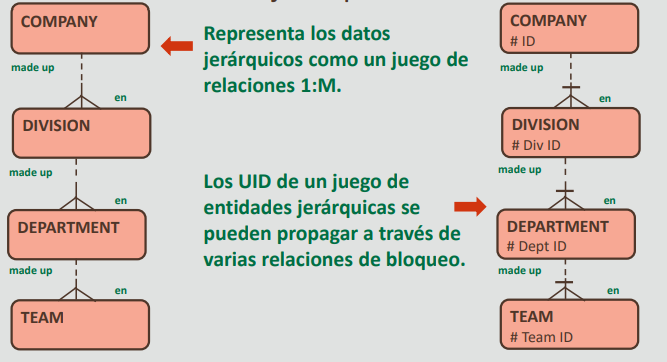 COMPANY
made up
en
DIVISION
made up
en
DEPARTMENT
made up
en
TEAM
Representa los datos
jerárquicos como un juego de
relaciones 1:M.
Los UID de un juego de
entidades jerárquicas se
pueden propagar a través de
varias relaciones de bloqueo.
COMPANY
# ID
made up
en
DIVISION
# Div ID
made up
en
DEPARTMENT
# Dept ID
made up
en
TEAM
# Team ID